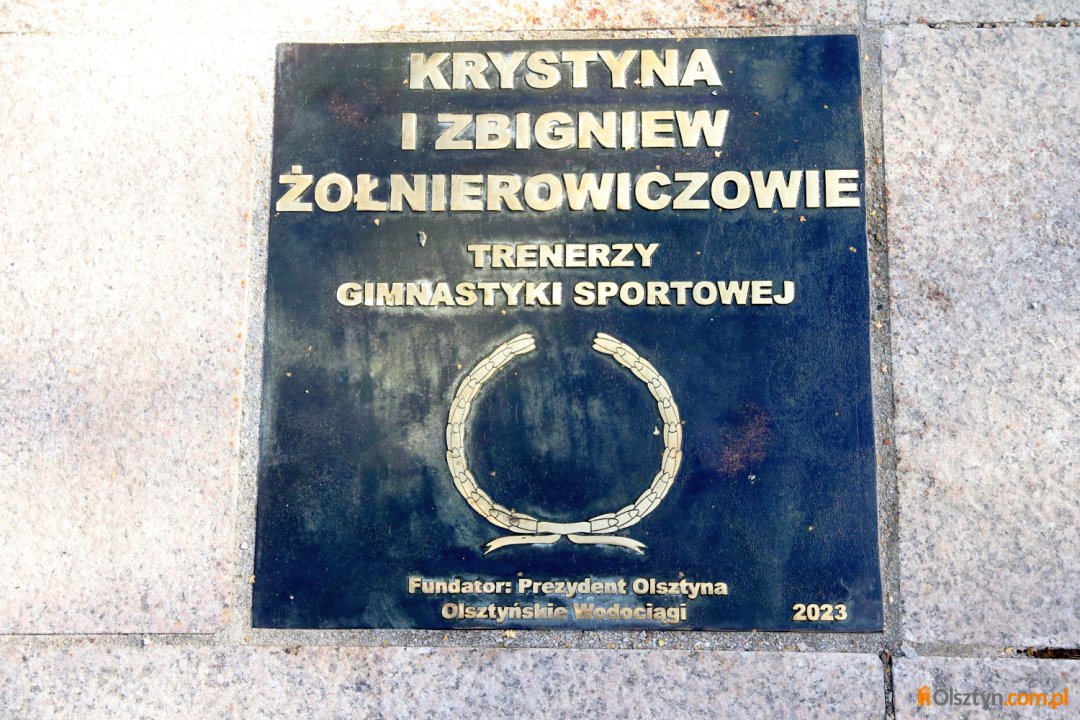 KRYSTYNA
I ZBIGNIEW
ŻOŁNIEROWICZOWIE
TRENERZY
GIMNASTYKI SPORTOWEJ
Fundator: Prezydent Olsztyna
Olsztyńskie Wodociągi
2023
Olsztyn.com.pl